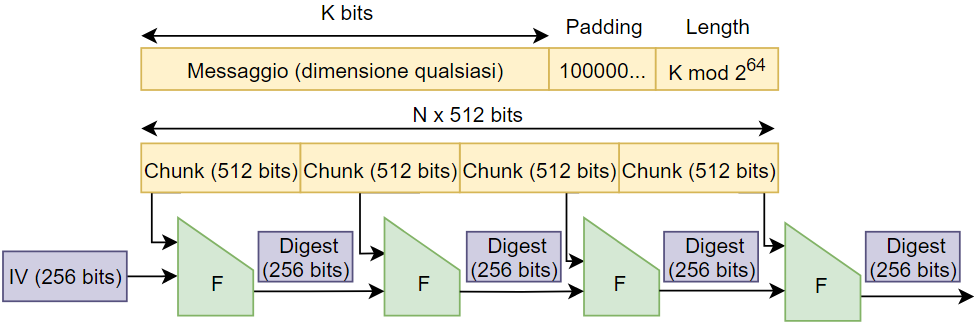 K bits
Padding
Length
Messaggio (dimensione qualsiasi)
100000...
K mod 2^64
N x 512 bits
Chunk (512 bits)
Chunk (512 bits)
Chunk (512 bits)
Chunk (512 bits)
IV (256 bits)
F
Digest
(256 bits)
F
Digest
(256 bits)
F
Digest
(256 bits)
F
Digest
(256 bits)